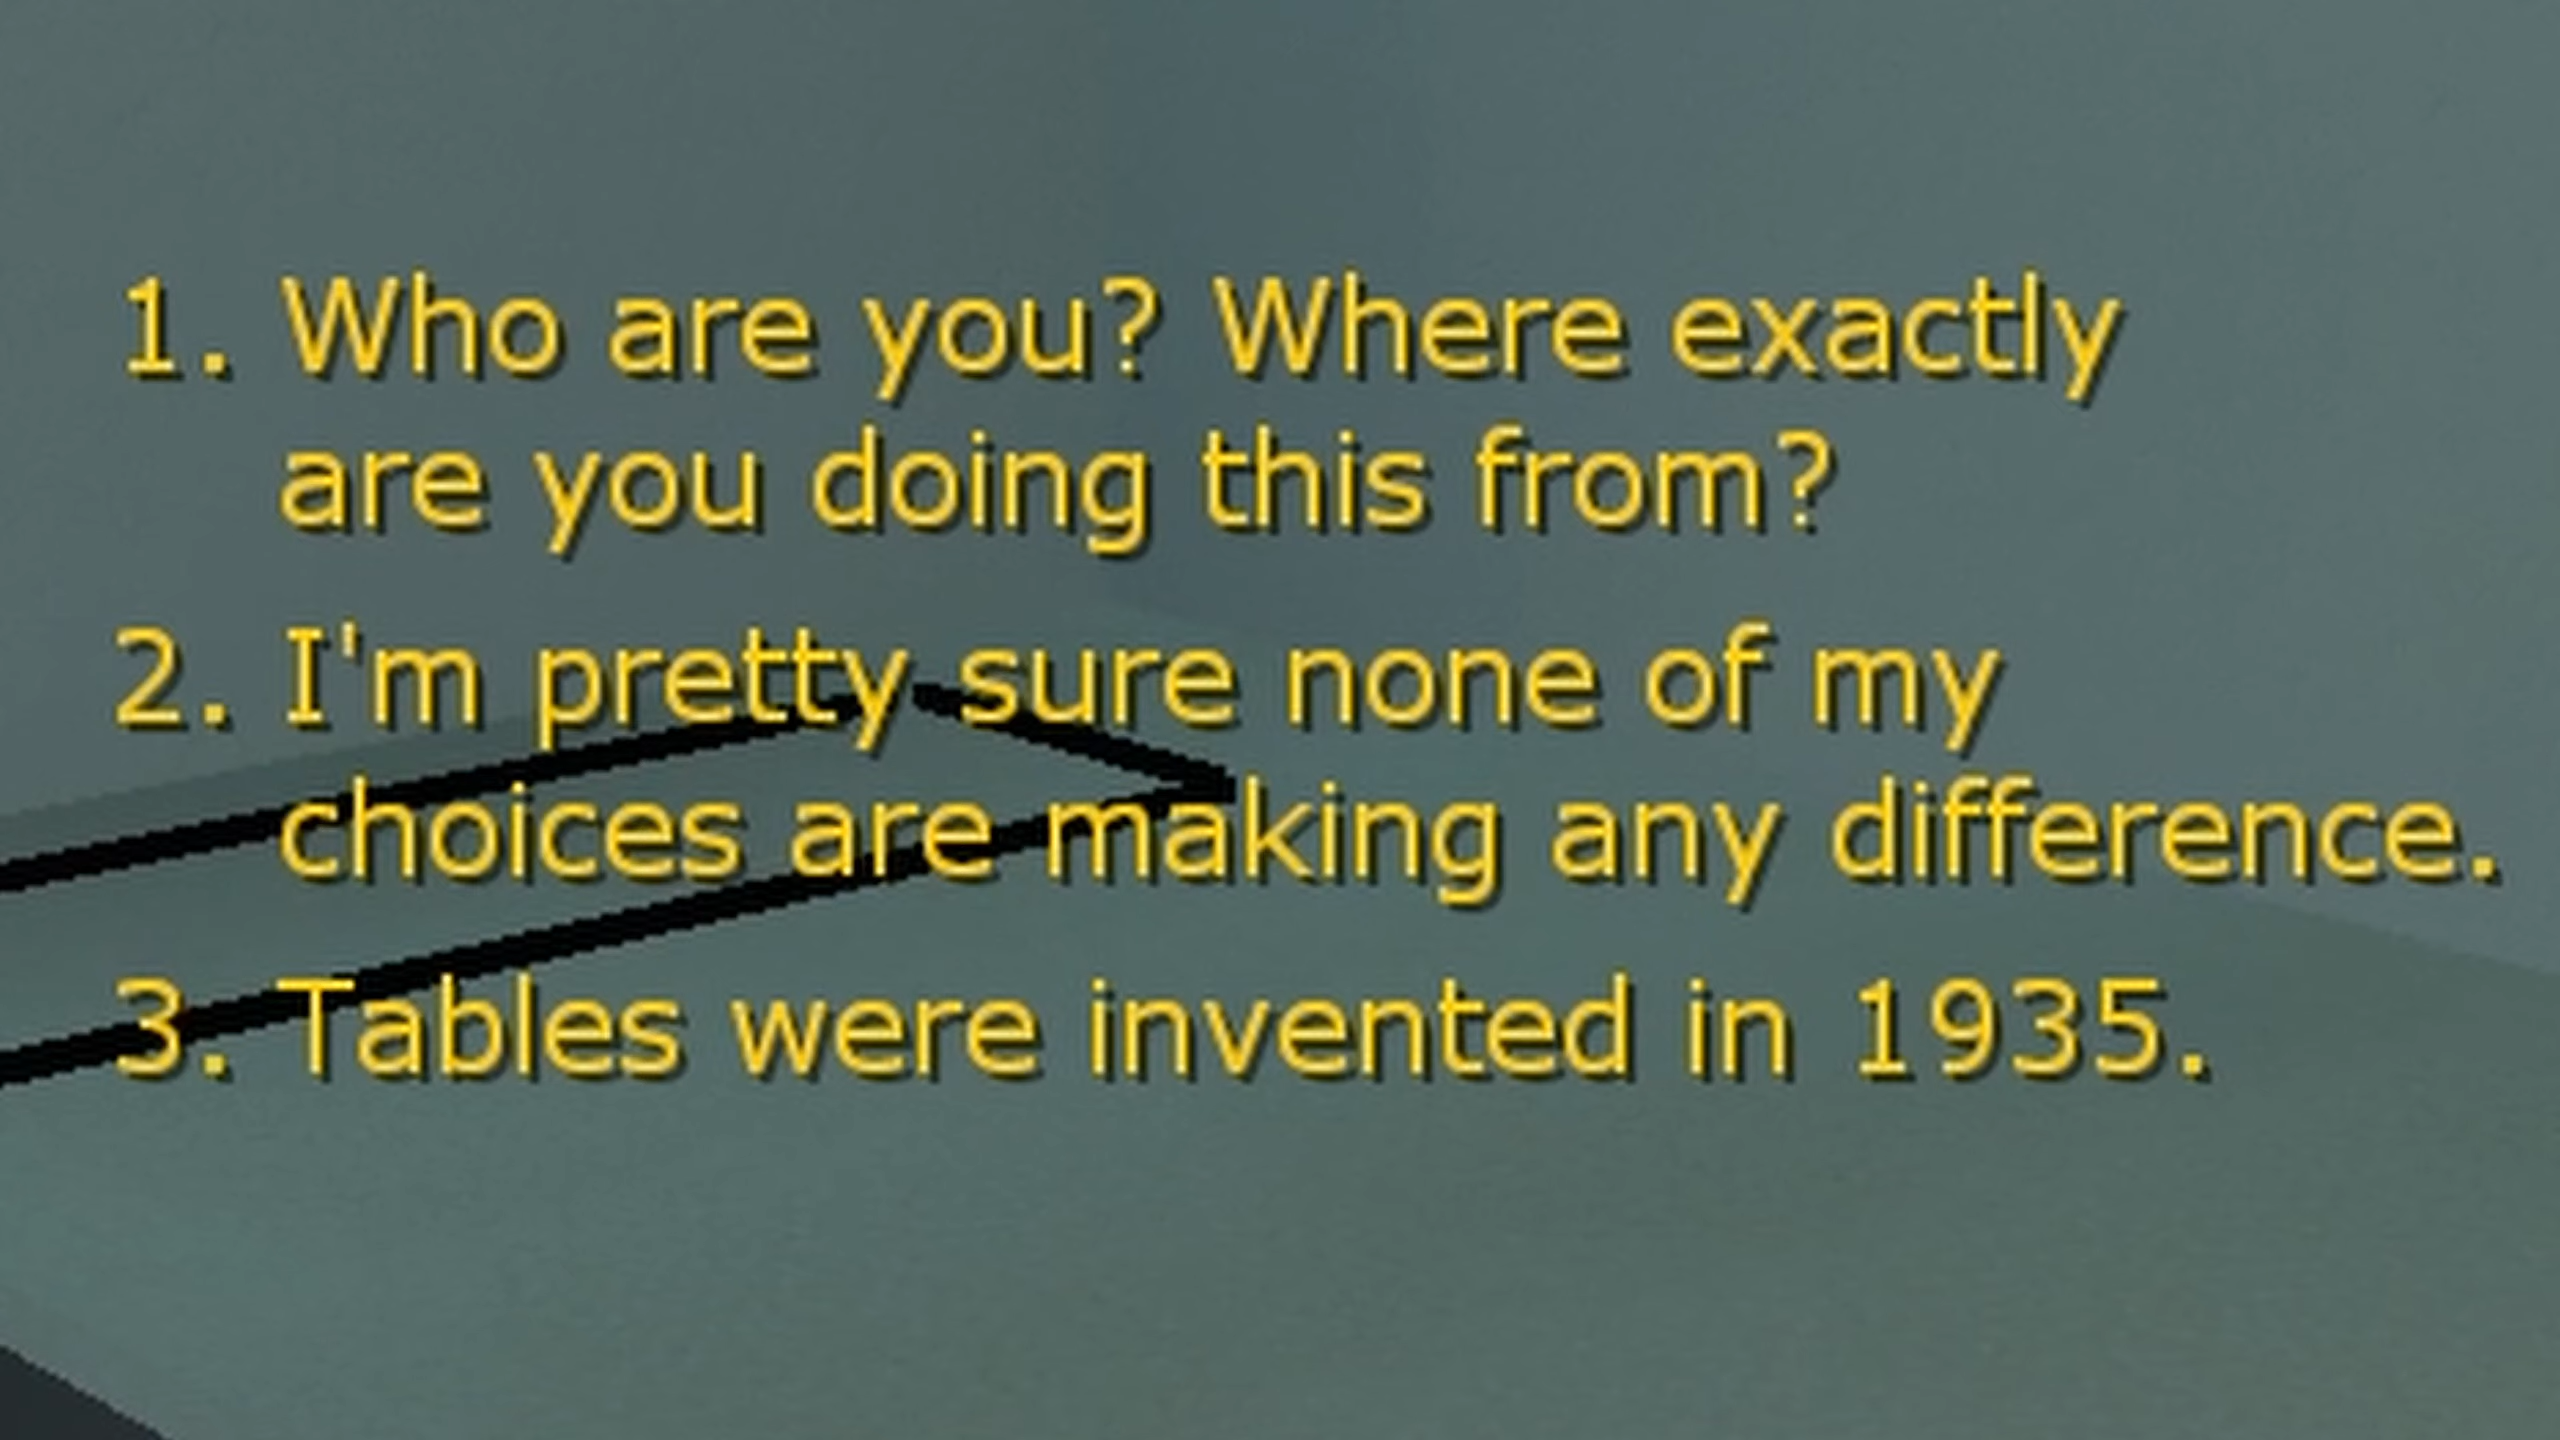 1. Who are you? Where exactly
are you doing this from?
2. I'm pretty sure none of my
choices are making any difference.
3. Tables were invented in 1935.